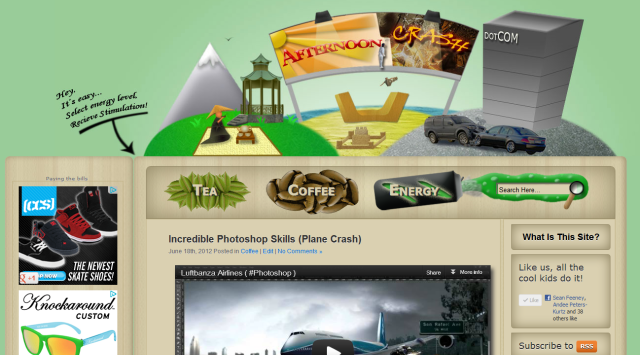 AFTERNOON
CRASH
DOTCOM
Hey,
It's easy...
Select energy level,
Recieve Stimulation!
TEA
COFFEE
ENERGY
Search Here...
Paying the bills
[CCS]
+1
THE NEWEST
SKATE SHOES!
Knockaround
CUSTOM
Incredible Photoshop Skills (Plane Crash)
June 18th, 2012 Posted in Coffee | Edit | No Comments »
Luftbanza Airlines ( #Photoshop )
Share
More info
What Is This Site?
Like us, all the
cool kids do it!
Like
Sean Feeney,
Andee Peters-
Kurtz and 38
others like
Subscribe to RSS